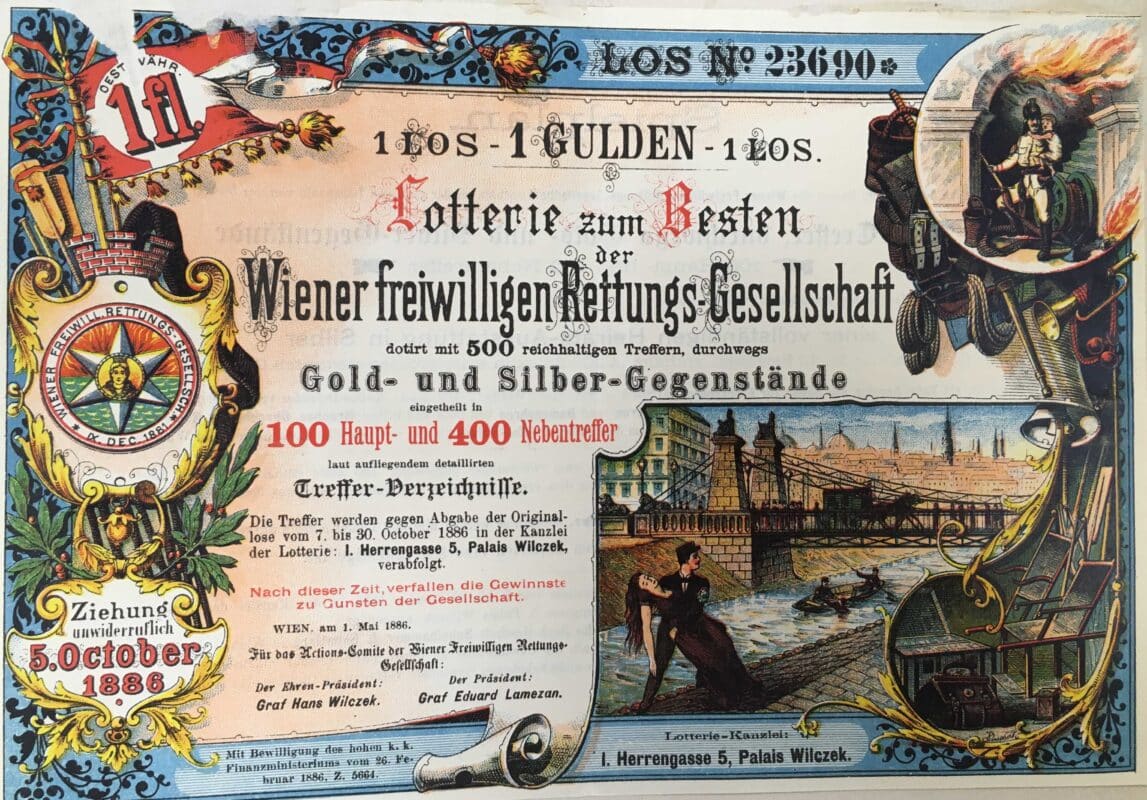 OEST. WÄHR.
1 fl.
LOS Nº 23690
1 LOS - 1 GULDEN - 1 LOS.
Lotterie zum Besten
der
Wiener freiwilligen Rettungs-Gesellschaft
dotirt mit 500 reichhaltigen Treffern, durchwegs
Gold- und Silber-Gegenstände
eingetheilt in
100 Haupt- und 400 Nebentreffer
laut aufliegendem detaillirten
Treffer-Verzeichnisse.
Die Treffer werden gegen Abgabe der Original-
lose vom 7. bis 30. October 1886 in der Kanzlei
der Lotterie: I. Herrengasse 5, Palais Wilczek,
verabfolgt.
Nach dieser Zeit, verfallen die Gewinnste
zu Gunsten der Gesellschaft.
WIEN. am 1. Mai 1886.
Für das Actions-Comite der Wiener Freiwilligen Rettungs-
Gesellschaft:
Der Ehren-Präsident:
Graf Hans Wilczek.
Der Präsident:
Graf Eduard Lamezan.
WIENER FREIWILL. RETTUNGS-GESELLSCH.
IX. DEC. 1881
Ziehung
unwiderruflich
5. October
1886
Mit Bewilligung des hohen k. k.
Finanzministeriums vom 26. Fe-
bruar 1886, Z. 5664.
Lotterie-Kanzlei:
I. Herrengasse 5, Palais Wilczek.